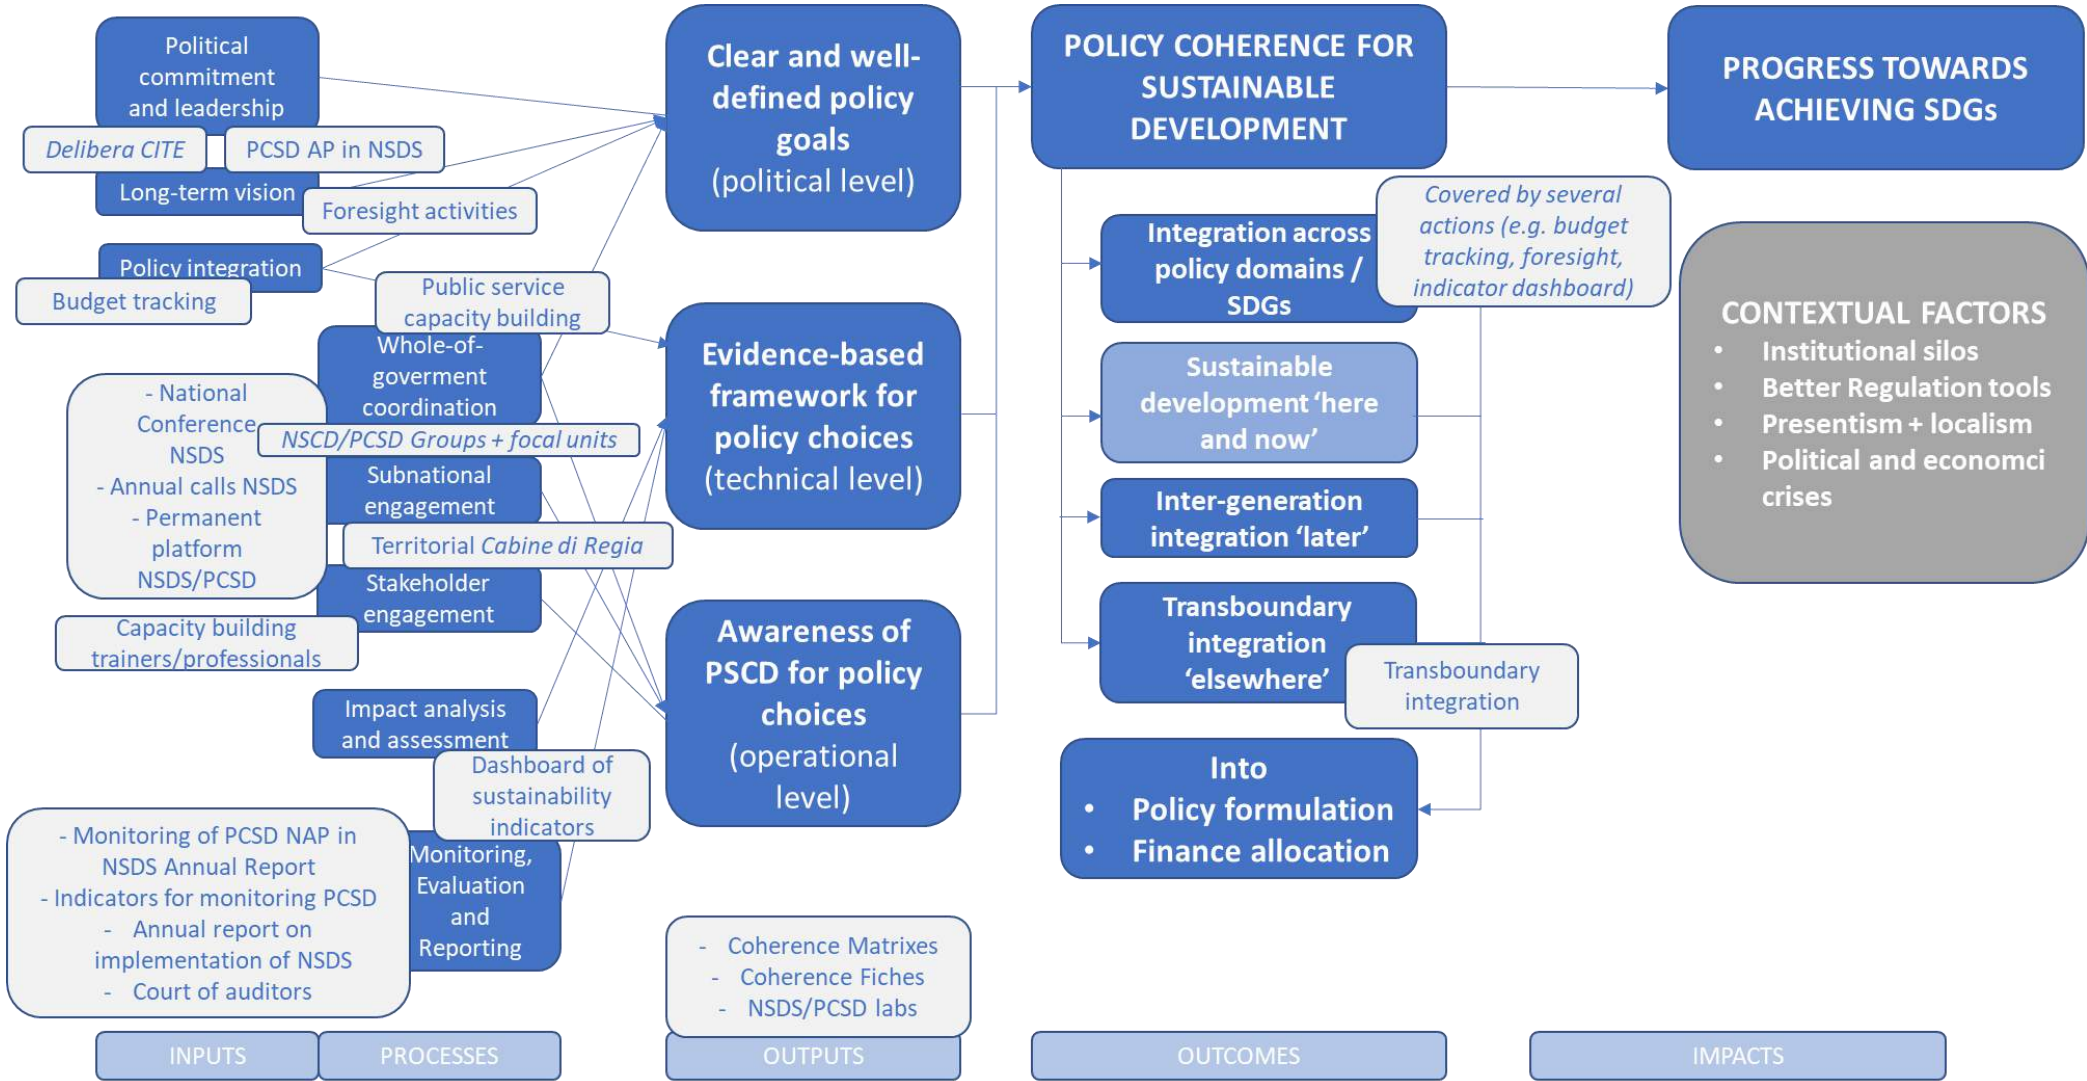 Political
commitment
and leadership
Delibera CITE
PCSD AP in NSDS
Long-term vision
Foresight activities
Policy integration
Budget tracking
Public service
capacity building
Whole-of-
goverment
coordination
- National
Conference
NSDS
- Annual calls NSDS
- Permanent
platform
NSDS/PCSD
NSCD/PCSD Groups + focal units
Subnational
engagement
Territorial Cabine di Regia
Stakeholder
engagement
Capacity building
trainers/professionals
Impact analysis
and assessment
Dashboard of
sustainability
indicators
- Monitoring of PCSD NAP in
NSDS Annual Report
- Indicators for monitoring PCSD
- Annual report on
implementation of NSDS
- Court of auditors
Monitoring,
Evaluation
and
Reporting
Clear and well-
defined policy
goals
(political level)
Evidence-based
framework for
policy choices
(technical level)
Awareness of
PSCD for policy
choices
(operational
level)
- Coherence Matrixes
- Coherence Fiches
- NSDS/PCSD labs
POLICY COHERENCE FOR
SUSTAINABLE
DEVELOPMENT
Integration across
policy domains /
SDGs
Covered by several
actions (e.g. budget
tracking, foresight,
indicator dashboard)
Sustainable
development ‘here
and now’
Inter-generation
integration ‘later’
Transboundary
integration
‘elsewhere’
Transboundary
integration
Into
• Policy formulation
• Finance allocation
PROGRESS TOWARDS
ACHIEVING SDGs
CONTEXTUAL FACTORS
• Institutional silos
• Better Regulation tools
• Presentism + localism
• Political and economci
crises
INPUTS
PROCESSES
OUTPUTS
OUTCOMES
IMPACTS